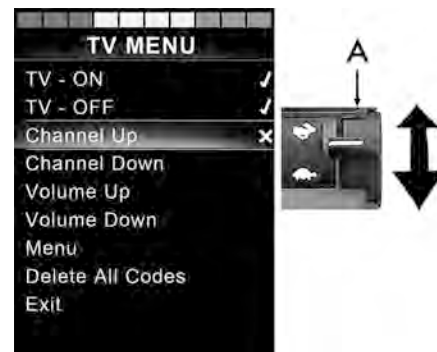 TV MENU
TV - ON
TV - OFF
Channel Up
Channel Down
Volume Up
Volume Down
Menu
Delete All Codes
Exit
A